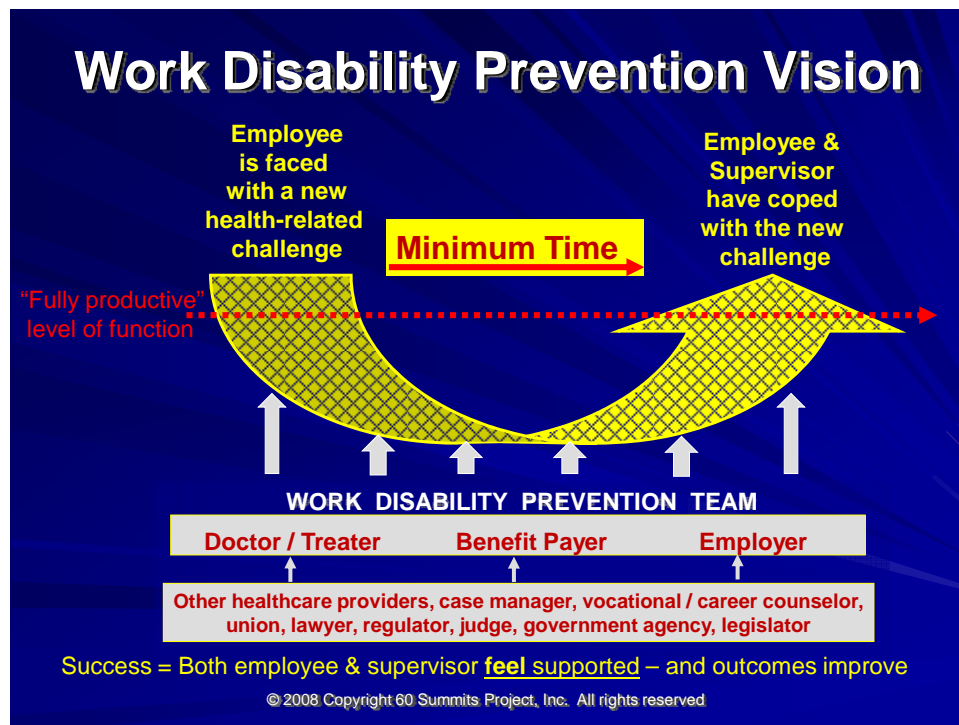 Work Disability Prevention Vision
Employee
is faced
with a new
health-related
challenge
Minimum Time
Employee &
Supervisor
have coped
with the new
challenge
“Fully productive”
level of function
WORK DISABILITY PREVENTION TEAM
Doctor / Treater Benefit Payer Employer
Other healthcare providers, case manager, vocational / career counselor,
union, lawyer, regulator, judge, government agency, legislator
Success = Both employee & supervisor feel supported – and outcomes improve
© 2008 Copyright 60 Summits Project, Inc. All rights reserved